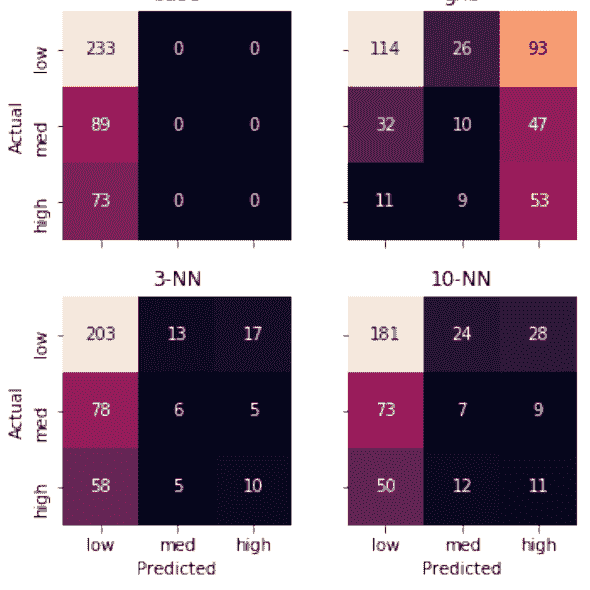 low 233 0 0 114 26 93
Actual
med 89 0 0 32 10 47
high 73 0 0 11 9 53
3-NN 10-NN
low 203 13 17 181 24 28
Actual
med 78 6 5 73 7 9
high 58 5 10 50 12 11
low med high low med high
Predicted Predicted